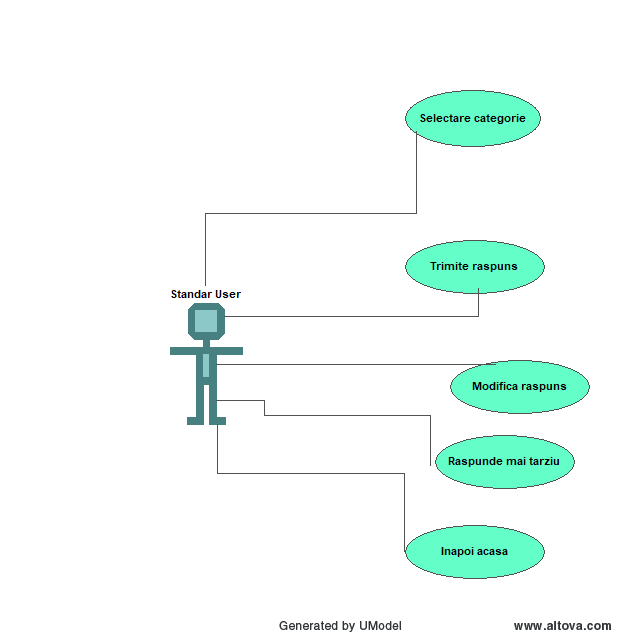 Selectare categorie
Trimite raspuns
Standar User
Modifica raspuns
Raspunde mai tarziu
Inapoi acasa
Generated by UModel
www.altova.com